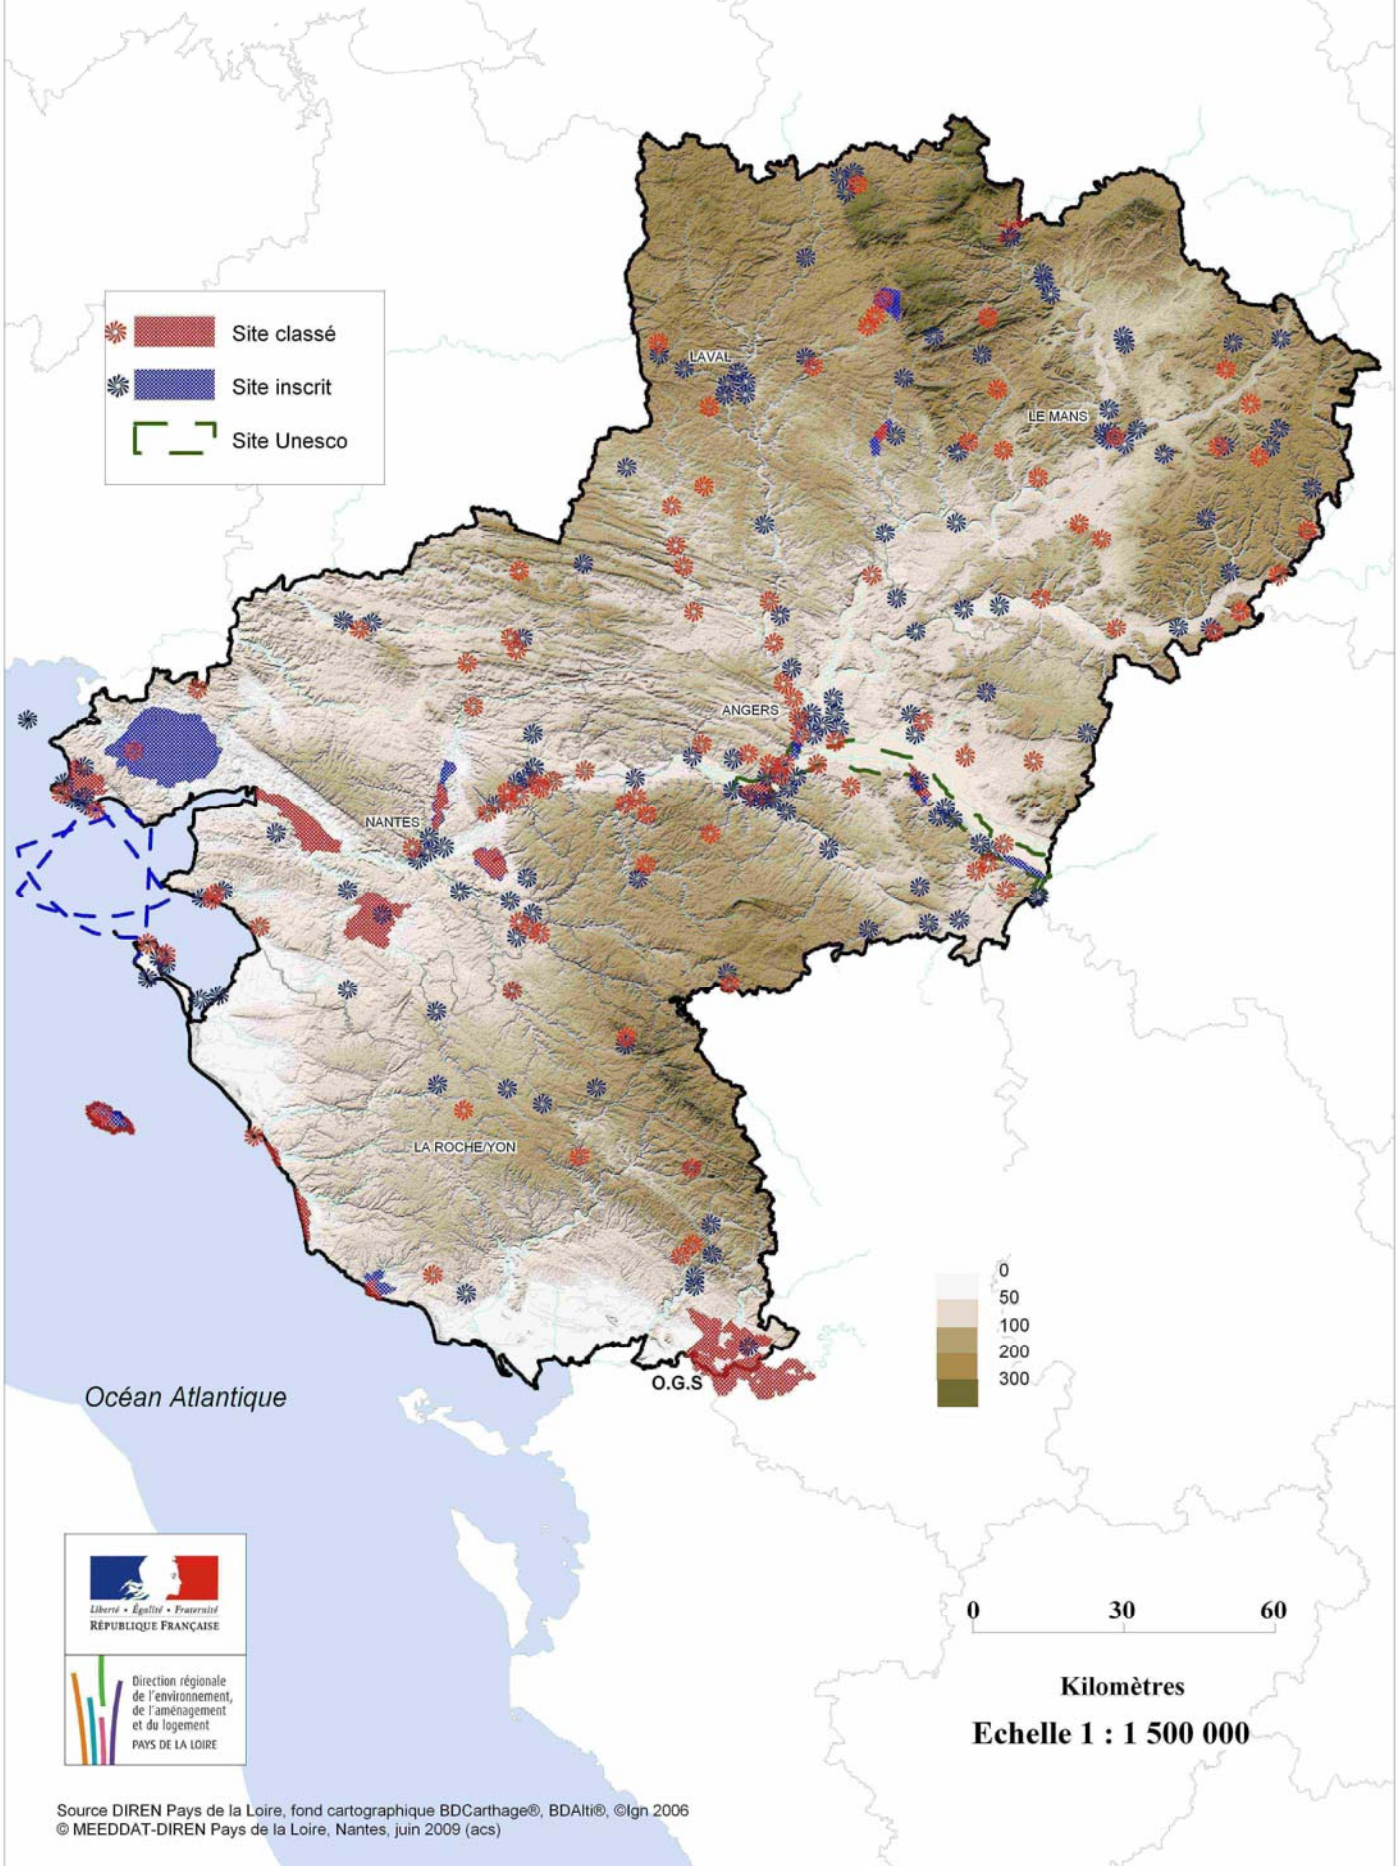 Site classé
Site inscrit
Site Unesco
LAVAL
LE MANS
ANGERS
NANTES
LA ROCHE/YON
O.G.S
Océan Atlantique
0
50
100
200
300
0 30 60
Kilomètres
Echelle 1 : 1 500 000
Liberté • Égalité • Fraternité
RÉPUBLIQUE FRANÇAISE
Direction régionale
de l'environnement,
de l'aménagement
et du logement
PAYS DE LA LOIRE
Source DIREN Pays de la Loire, fond cartographique BDCarthage®, BDAlti®, ©Ign 2006
© MEEDDAT-DIREN Pays de la Loire, Nantes, juin 2009 (acs)